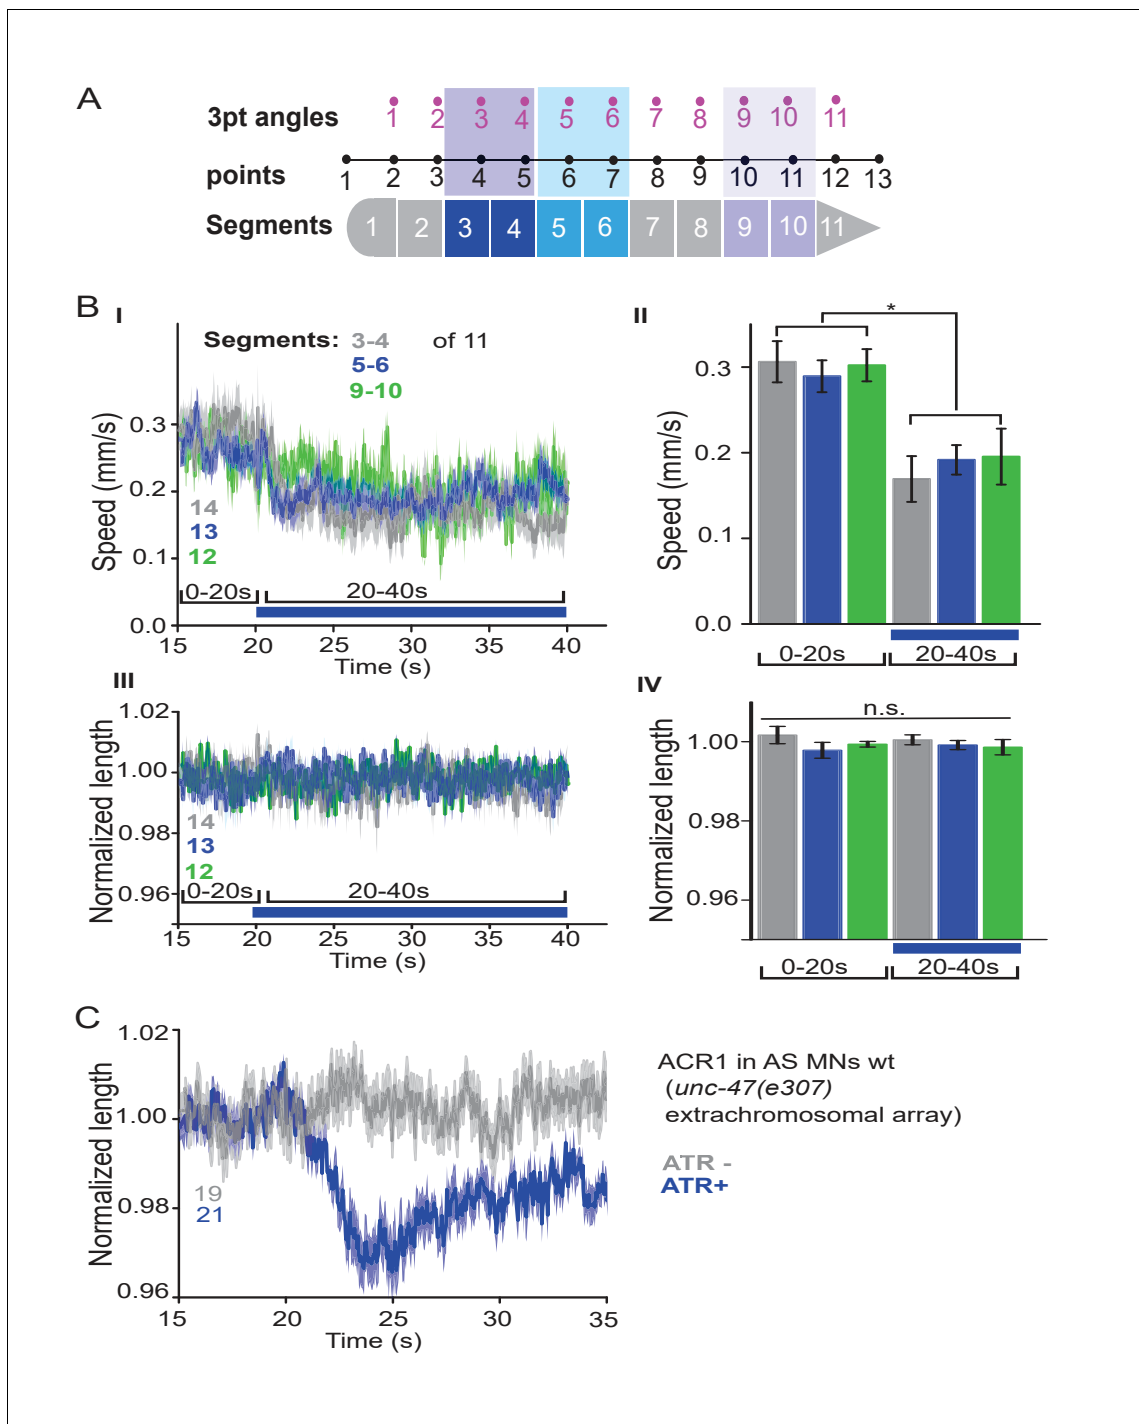 A
3pt angles
1 2 3 4 5 6 7 8 9 10 11
points
1 2 3 4 5 6 7 8 9 10 11 12 13
Segments
1 2 3 4 5 6 7 8 9 10 11
B
I
Segments: 3-4 of 11
5-6
9-10
Speed (mm/s)
0.3
0.2
0.1
0.0
14
13
12
0-20s
20-40s
15 20 25 30 35 40
Time (s)
II
*
Speed (mm/s)
0.3
0.2
0.1
0.0
0-20s
20-40s
III
Normalized length
1.02
1.00
0.98
0.96
14
13
12
0-20s
20-40s
15 20 25 30 35 40
Time (s)
IV
n.s.
Normalized length
1.00
0.98
0.96
0-20s
20-40s
C
Normalized length
1.02
1.00
0.98
0.96
19
21
15 20 25 30 35
Time (s)
ACR1 in AS MNs wt
(unc-47(e307)
extrachromosomal array)
ATR -
ATR+